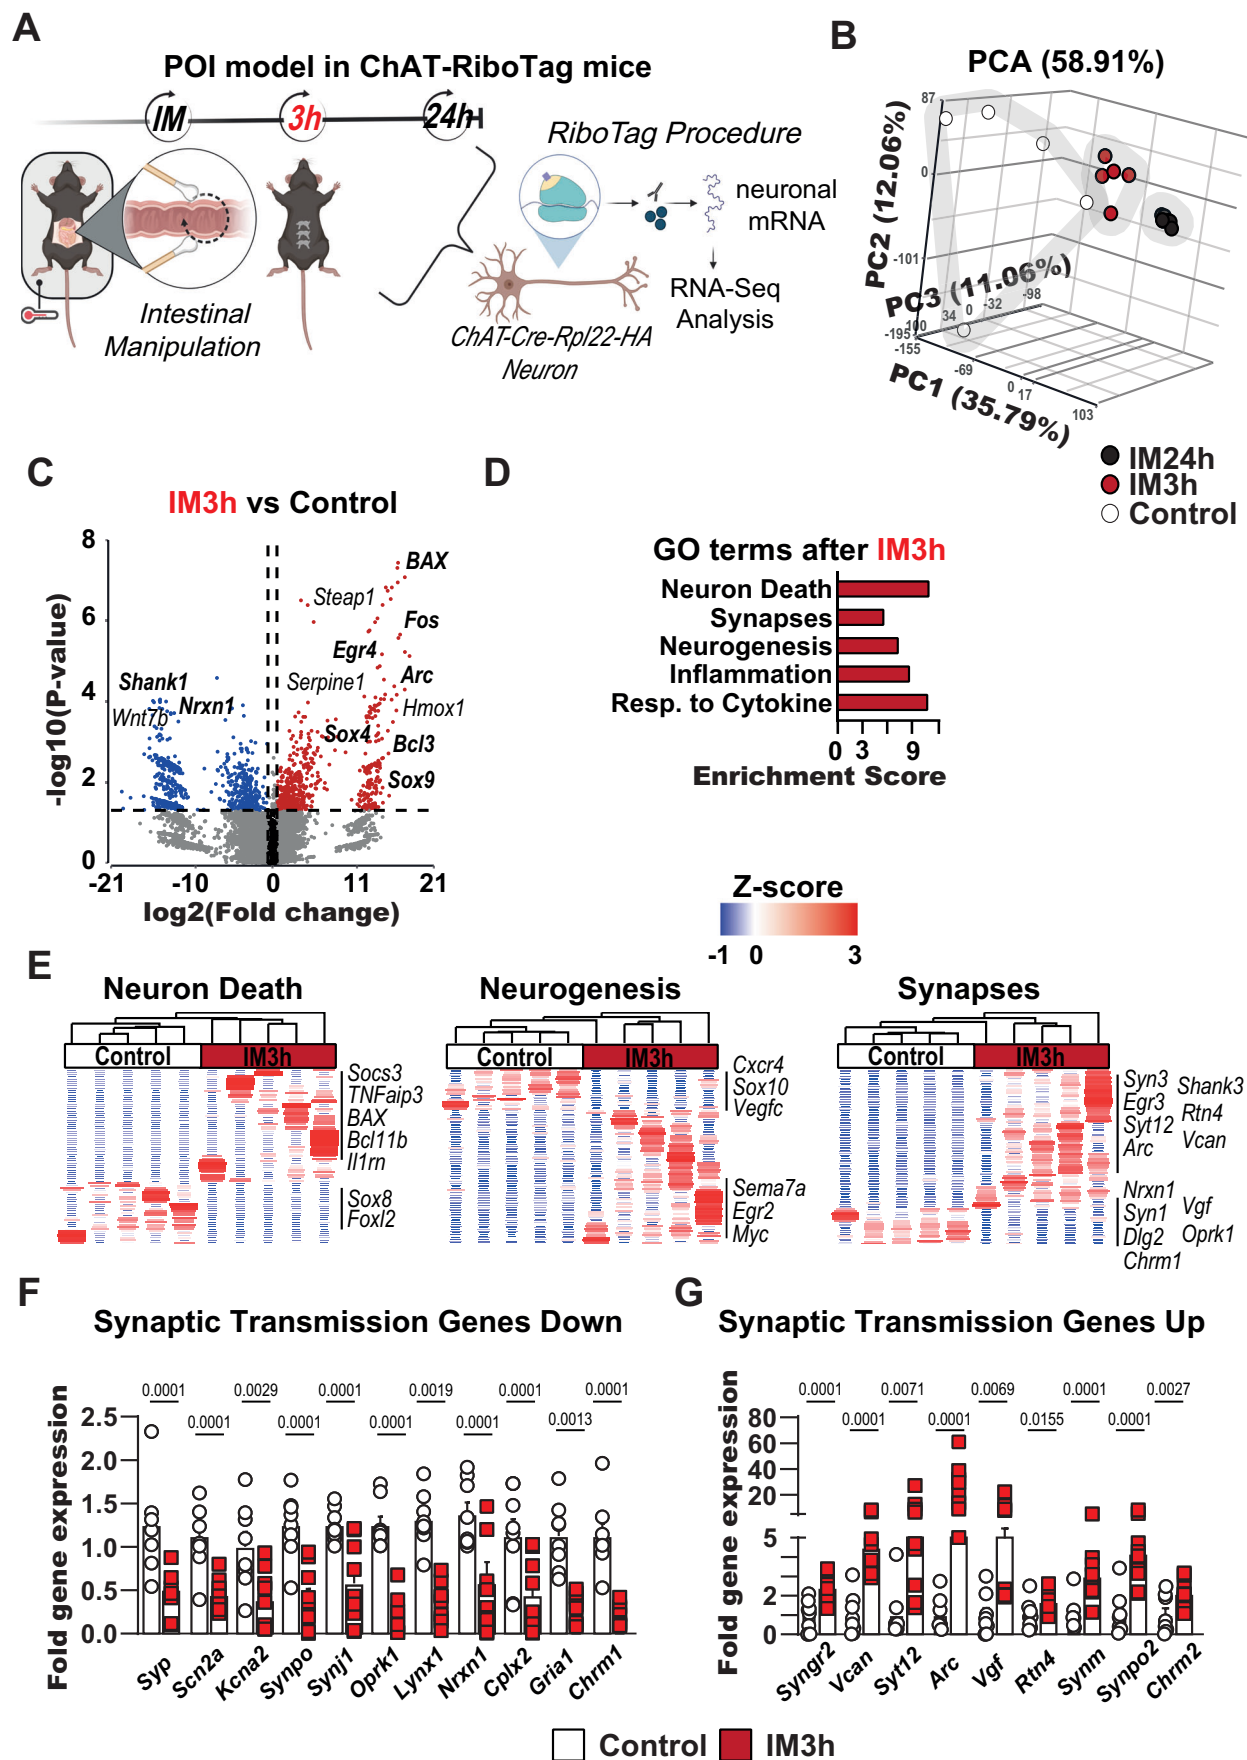 A
POI model in ChAT-RiboTag mice
IM
3h
24h
RiboTag Procedure
neuronal
mRNA
RNA-Seq
Analysis
Intestinal
Manipulation
ChAT-Cre-Rpl22-HA
Neuron
B
PCA (58.91%)
PC2 (12.06%)
87
0
-101
-195
PC3 (11.06%)
100
34
0
-32
-98
PC1 (35.79%)
-155
-69
0
17
103
IM24h
IM3h
Control
C
IM3h vs Control
-log10(P-value)
8
6
4
2
0
-21
-10
0
11
21
log2(Fold change)
BAX
Steap1
Fos
Egr4
Serpine1
Arc
Hmox1
Shank1
Nrxn1
Wnt7b
Sox4
Bcl3
Sox9
D
GO terms after IM3h
Neuron Death
Synapses
Neurogenesis
Inflammation
Resp. to Cytokine
0 3 9
Enrichment Score
Z-score
-1 0 3
E
Neuron Death
Control IM3h
Socs3
TNFaip3
BAX
Bcl11b
Il1rn
Sox8
Foxl2
Neurogenesis
Control IM3h
Cxcr4
Sox10
Vegfc
Sema7a
Egr2
Myc
Synapses
Control IM3h
Syn3 Shank3
Egr3 Rtn4
Syt12 Vcan
Arc
Nrxn1
Syn1 Vgf
Dlg2 Oprk1
Chrm1
F
Synaptic Transmission Genes Down
Fold gene expression
0.0001 0.0029 0.0001 0.0019 0.0001 0.0001
0.0001 0.0001 0.0001 0.0001 0.0013
2.5
2.0
1.5
1.0
0.5
0.0
Syp Scn2a Kcna2 Synpo Synj1 Oprk1 Lynx1 Nrxn1 Cplx2 Gria1 Chrm1
G
Synaptic Transmission Genes Up
Fold gene expression
0.0001 0.0071 0.0069 0.0001 0.0027
0.0001 0.0001 0.0155 0.0001
80
60
40
20
5
2
0
Syngr2 Vcan Syt12 Arc Vgf Rtn4 Synm Synpo2 Chrm2
Control IM3h